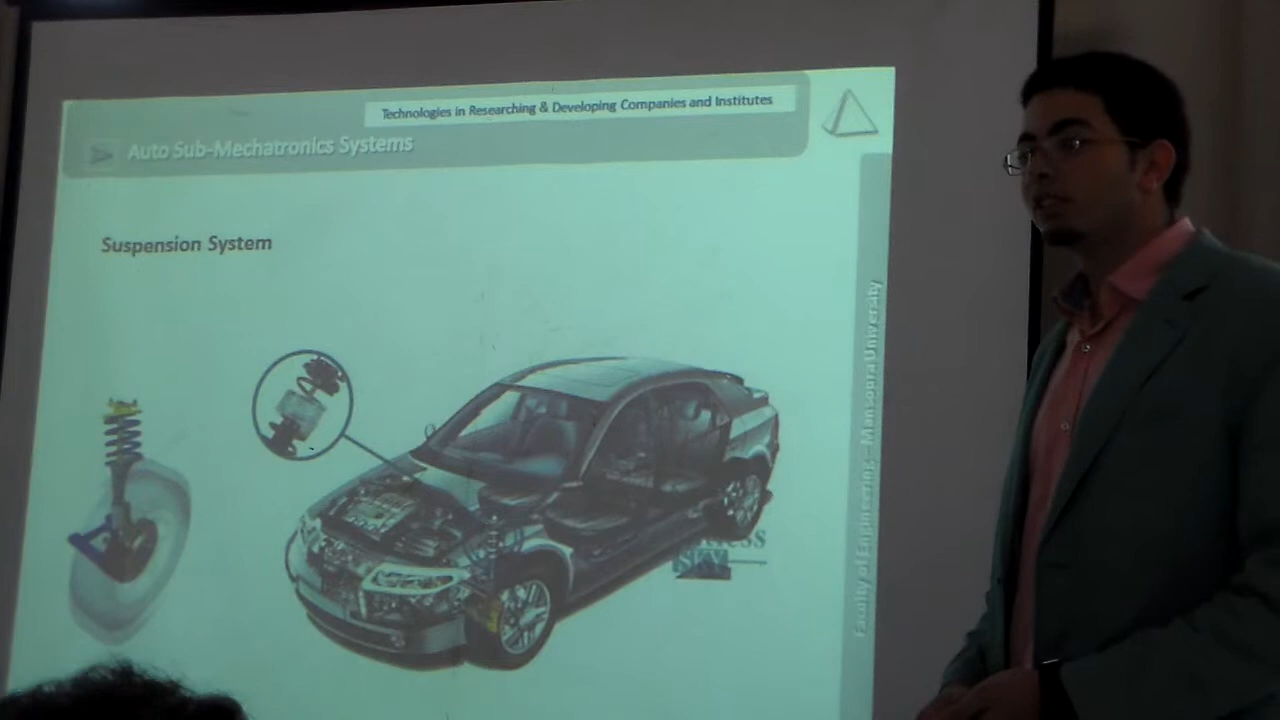 Technologies in Researching & Developing Companies and Institutes
Auto Sub-Mechatronics Systems
Suspension System
Faculty of Engineering – Mansoura University